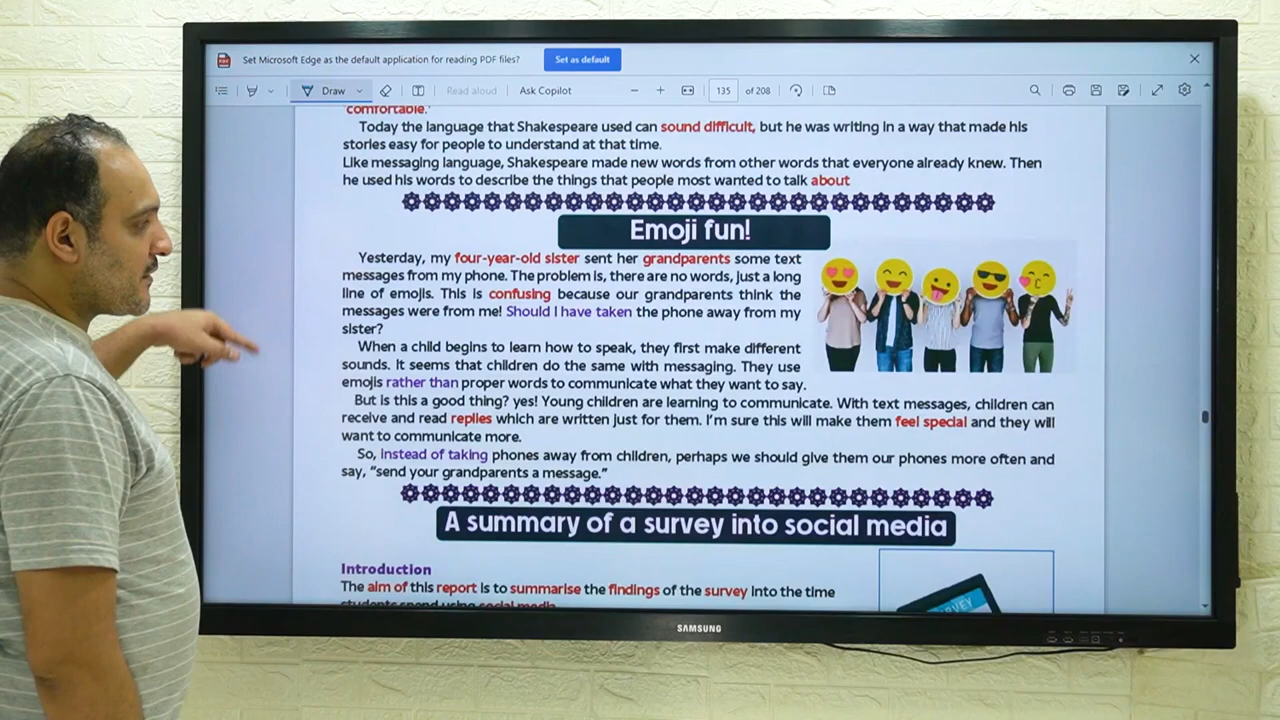 Set Microsoft Edge as the default application for reading PDF files?
Set as default
Draw
Read aloud
Ask Copilot
135
of 208
comfortable.'
Today the language that Shakespeare used can sound difficult, but he was writing in a way that made his
stories easy for people to understand at that time.
Like messaging language, Shakespeare made new words from other words that everyone already knew. Then
he used his words to describe the things that people most wanted to talk about
Emoji fun!
Yesterday, my four-year-old sister sent her grandparents some text
messages from my phone. The problem is, there are no words, just a long
line of emojis. This is confusing because our grandparents think the
messages were from me! Should I have taken the phone away from my
sister?
When a child begins to learn how to speak, they first make different
sounds. It seems that children do the same with messaging. They use
emojis rather than proper words to communicate what they want to say.
But is this a good thing? yes! Young children are learning to communicate. With text messages, children can
receive and read replies which are written just for them. I'm sure this will make them feel special and they will
want to communicate more.
So, instead of taking phones away from children, perhaps we should give them our phones more often and
say, "send your grandparents a message."
A summary of a survey into social media
Introduction
The aim of this report is to summarise the findings of the survey into the time
students spend using social media
SURVEY
SAMSUNG